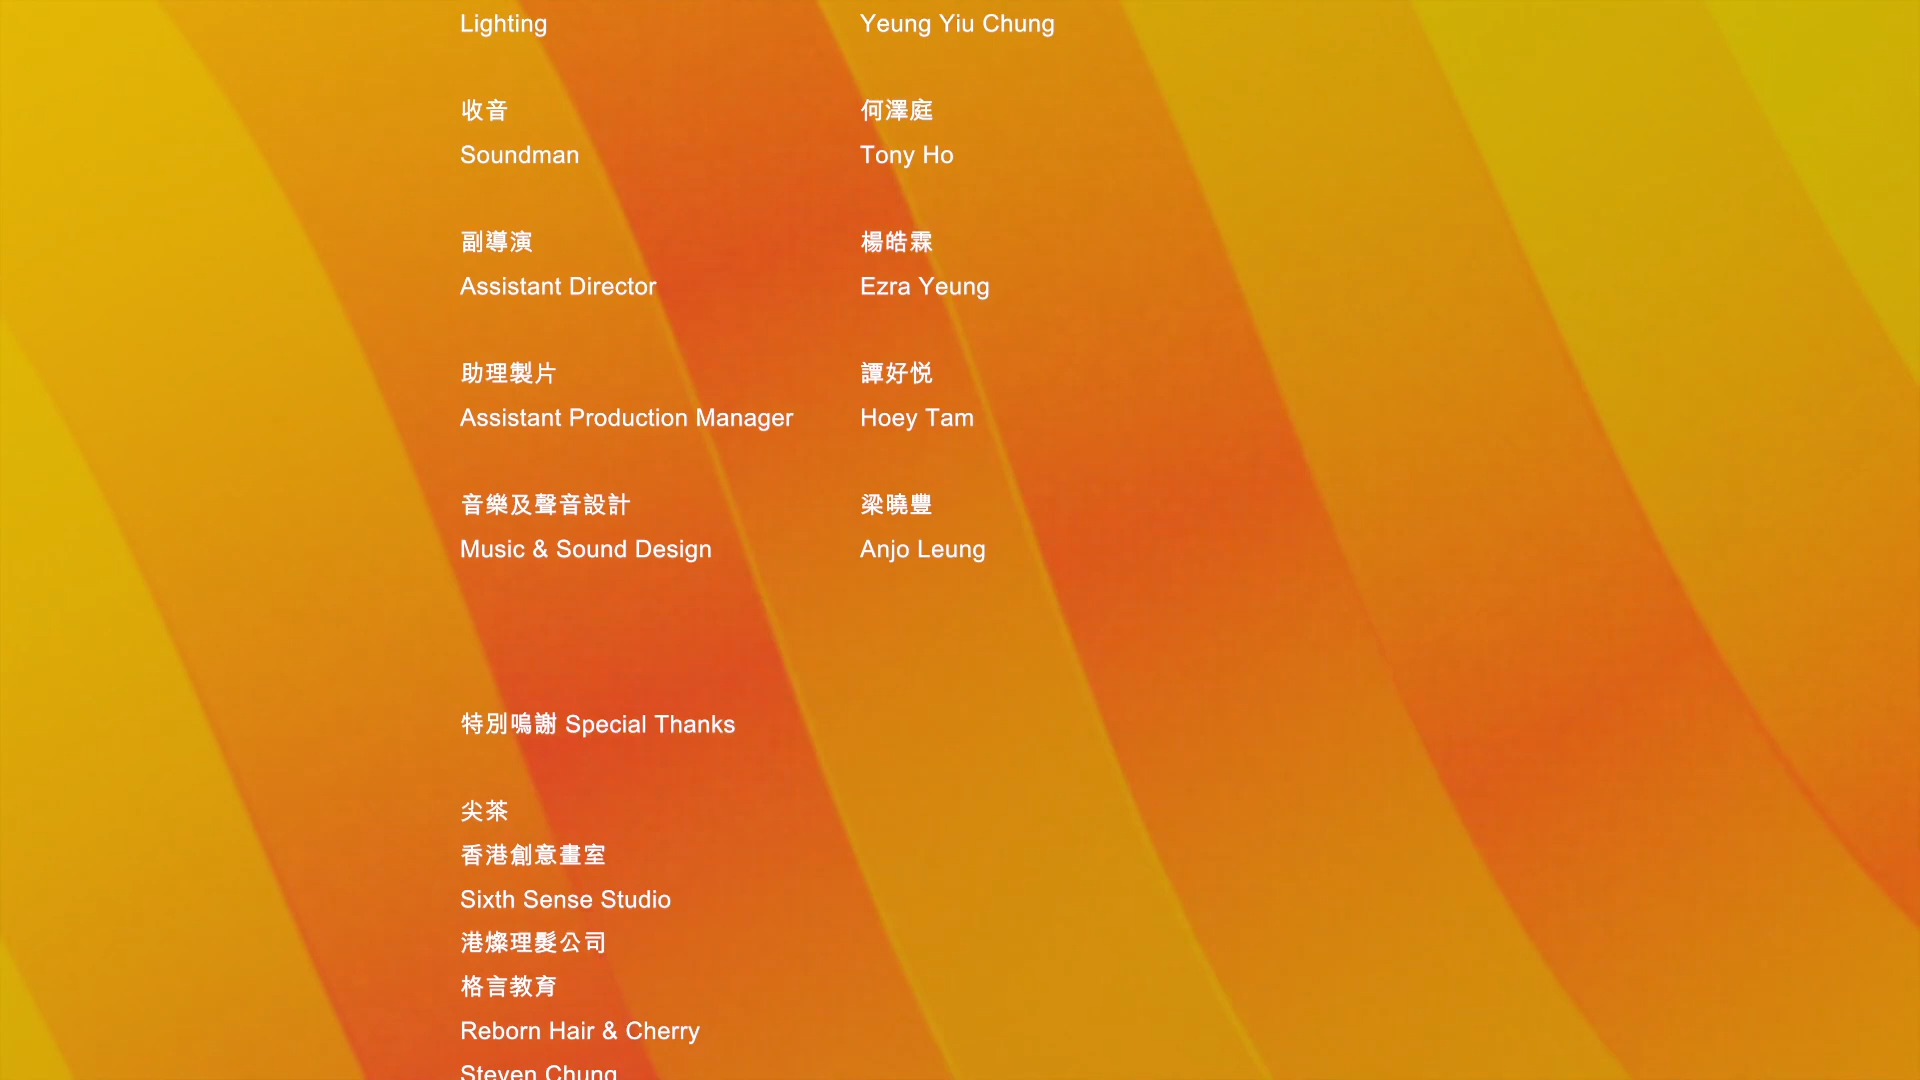 Lighting Yeung Yiu Chung
收音 何澤庭
Soundman Tony Ho
副導演 楊皓霖
Assistant Director Ezra Yeung
助理製片 譚好悦
Assistant Production Manager Hoey Tam
音樂及聲音設計 梁曉豐
Music & Sound Design Anjo Leung
特別鳴謝 Special Thanks
尖茶
香港創意畫室
Sixth Sense Studio
港燦理髮公司
格言教育
Reborn Hair & Cherry
Steven Chung